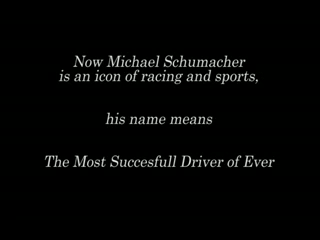 Now Michael Schumacher
is an icon of racing and sports,
his name means
The Most Succesfull Driver of Ever